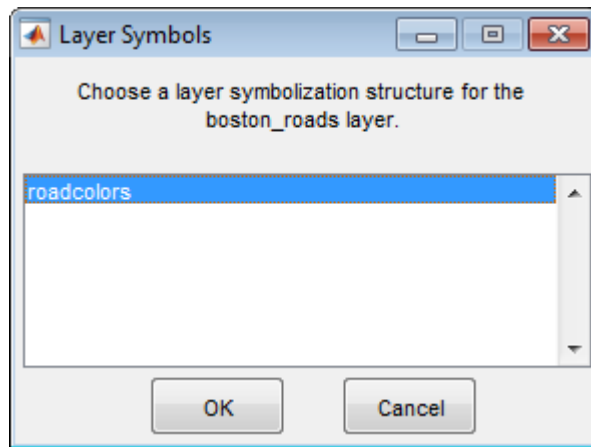 Layer Symbols
Choose a layer symbolization structure for the
boston_roads layer.
roadcolors
OK Cancel